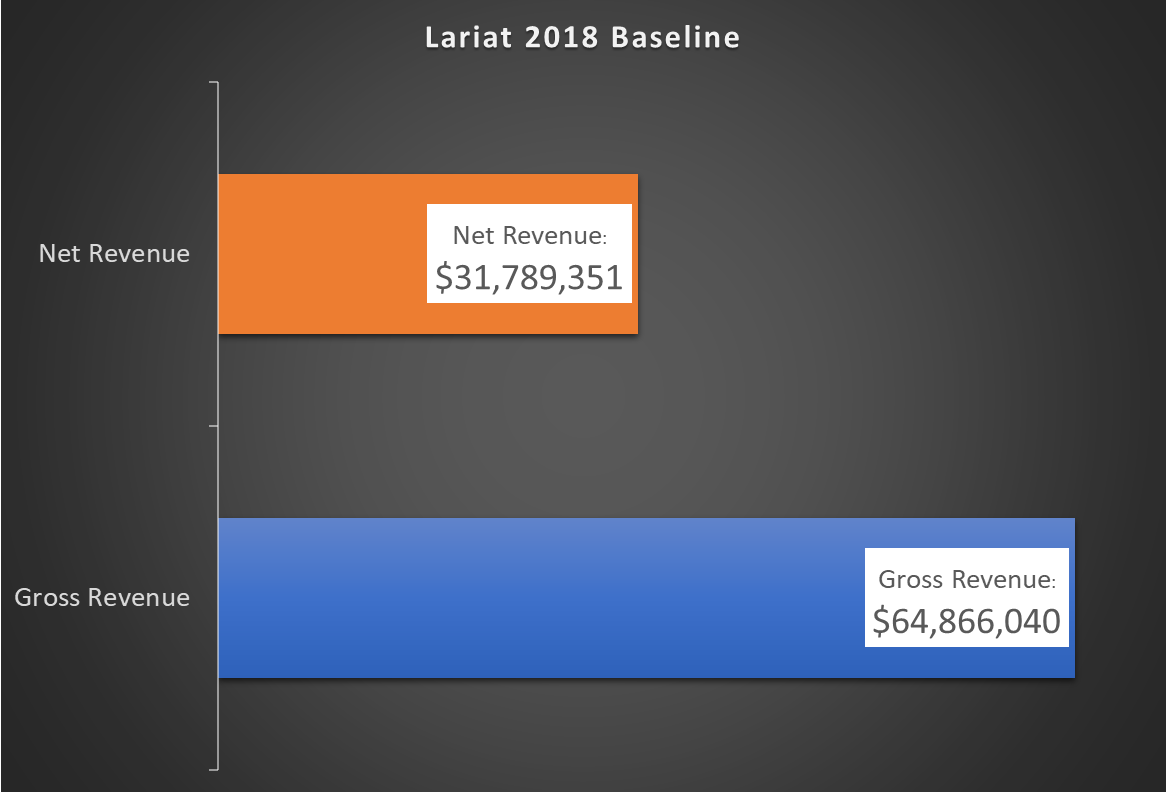 Lariat 2018 Baseline
Net Revenue
Net Revenue:
$31,789,351
Gross Revenue
Gross Revenue:
$64,866,040